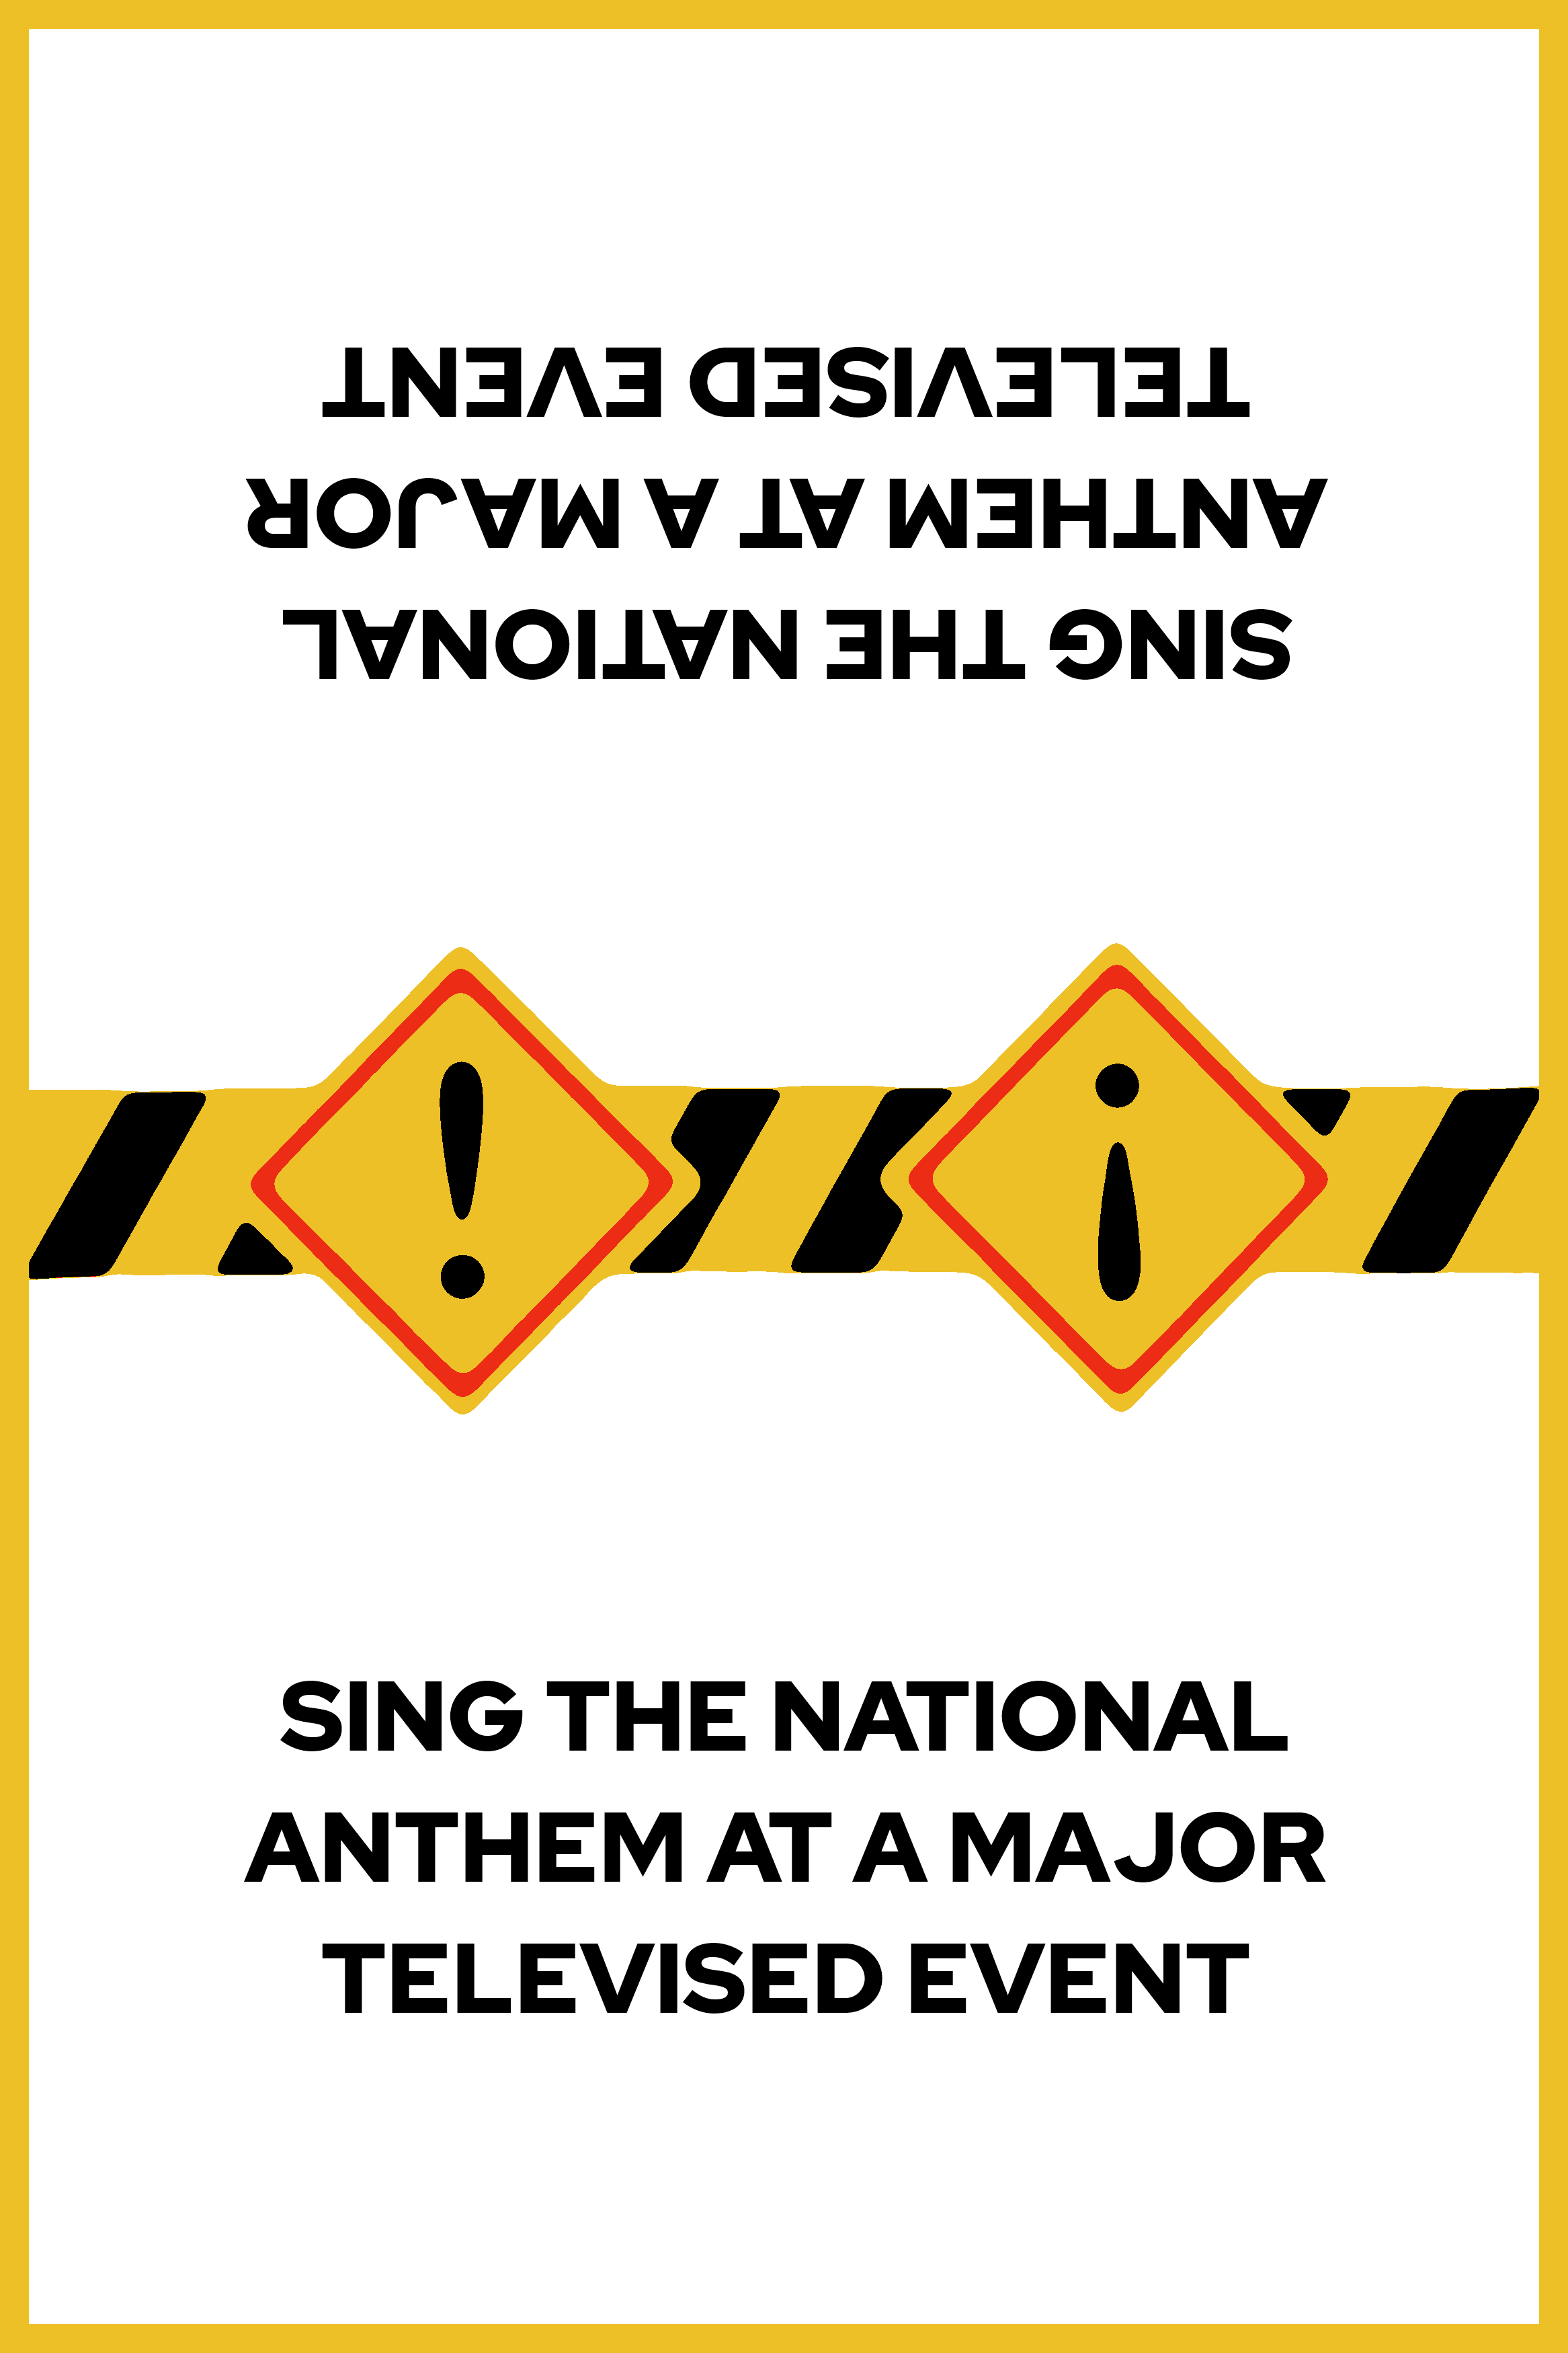 SING THE NATIONAL
ANTHEM AT A MAJOR
TELEVISED EVENT
!
!
SING THE NATIONAL
ANTHEM AT A MAJOR
TELEVISED EVENT